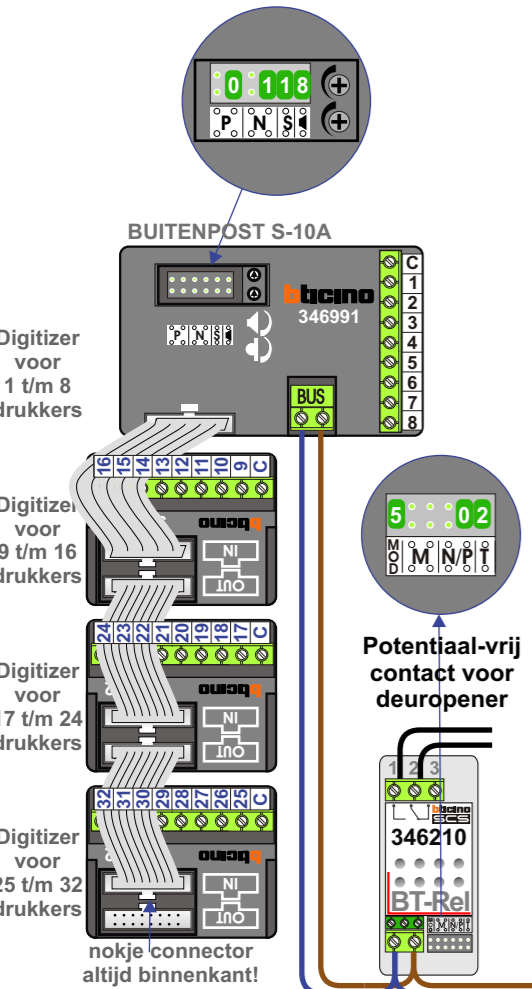 0 118
P N S
BUITENPOST S-10A
bticino
346991
P N S
C
1
2
3
4
5
6
7
8
BUS
Digitizer
voor
1 t/m 8
drukkers
16 15 14 13 12 11 10 9 C
bticino
IN
OUT
Digitizer
voor
9 t/m 16
drukkers
5 02
MOD M N/P T
Potentiaal-vrij
contact voor
deuropener
24 23 22 21 20 19 18 17 C
bticino
IN
OUT
Digitizer
voor
17 t/m 24
drukkers
1 2 3
bticino
SCS
346210
BT-Rel
32 31 30 29 28 27 26 25 C
bticino
IN
OUT
Digitizer
voor
25 t/m 32
drukkers
nokje connector
altijd binnenkant!